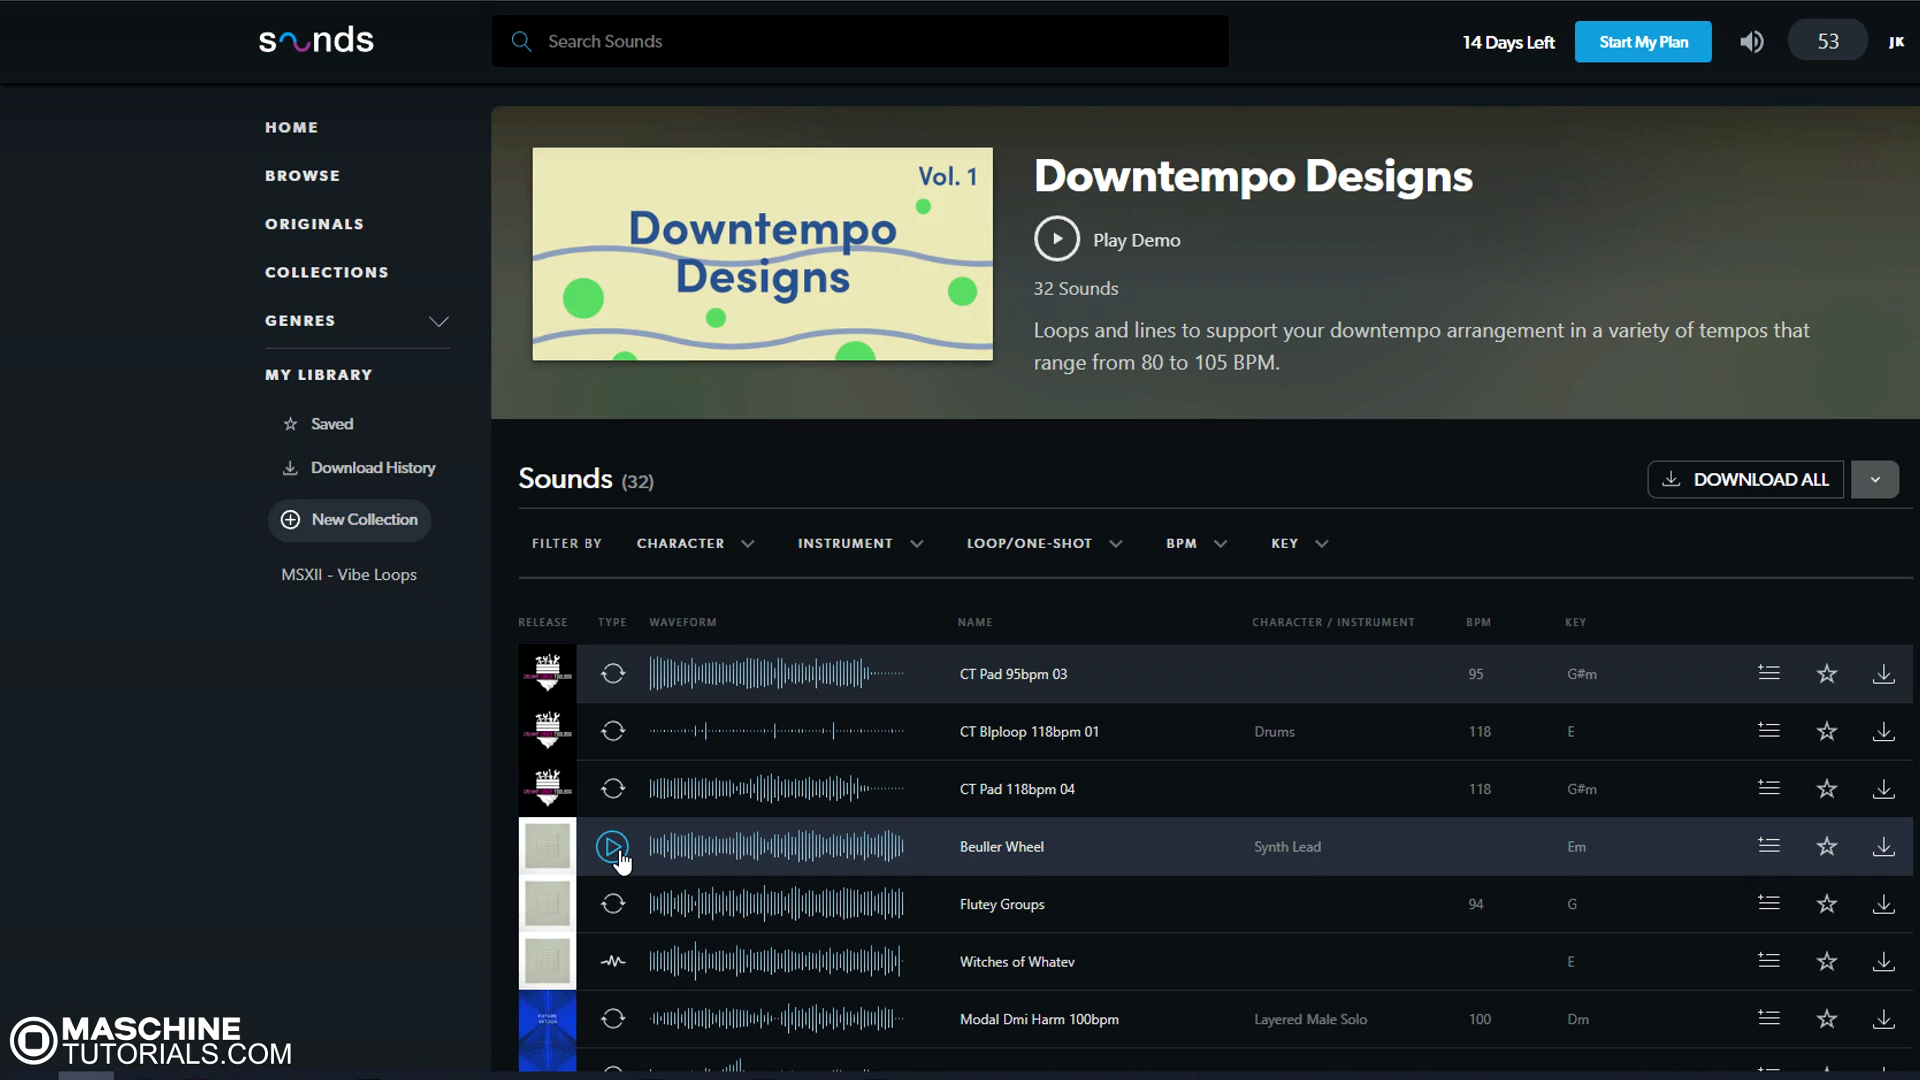 sounds
Search Sounds
14 Days Left
Start My Plan
53
JK
HOME
BROWSE
ORIGINALS
COLLECTIONS
GENRES
MY LIBRARY
Saved
Download History
New Collection
MSXII - Vibe Loops
Vol. 1
Downtempo
Designs
Downtempo Designs
Play Demo
32 Sounds
Loops and lines to support your downtempo arrangement in a variety of tempos that
range from 80 to 105 BPM.
Sounds (32)
DOWNLOAD ALL
FILTER BY CHARACTER INSTRUMENT LOOP/ONE-SHOT BPM KEY
RELEASE TYPE WAVEFORM NAME CHARACTER / INSTRUMENT BPM KEY
CT Pad 95bpm 03 95 G#m
CT Blploop 118bpm 01 Drums 118 E
CT Pad 118bpm 04 118 G#m
Beuller Wheel Synth Lead Em
Flutey Groups 94 G
Witches of Whatev E
Modal Dmi Harm 100bpm Layered Male Solo 100 Dm
MASCHINE
TUTORIALS.COM